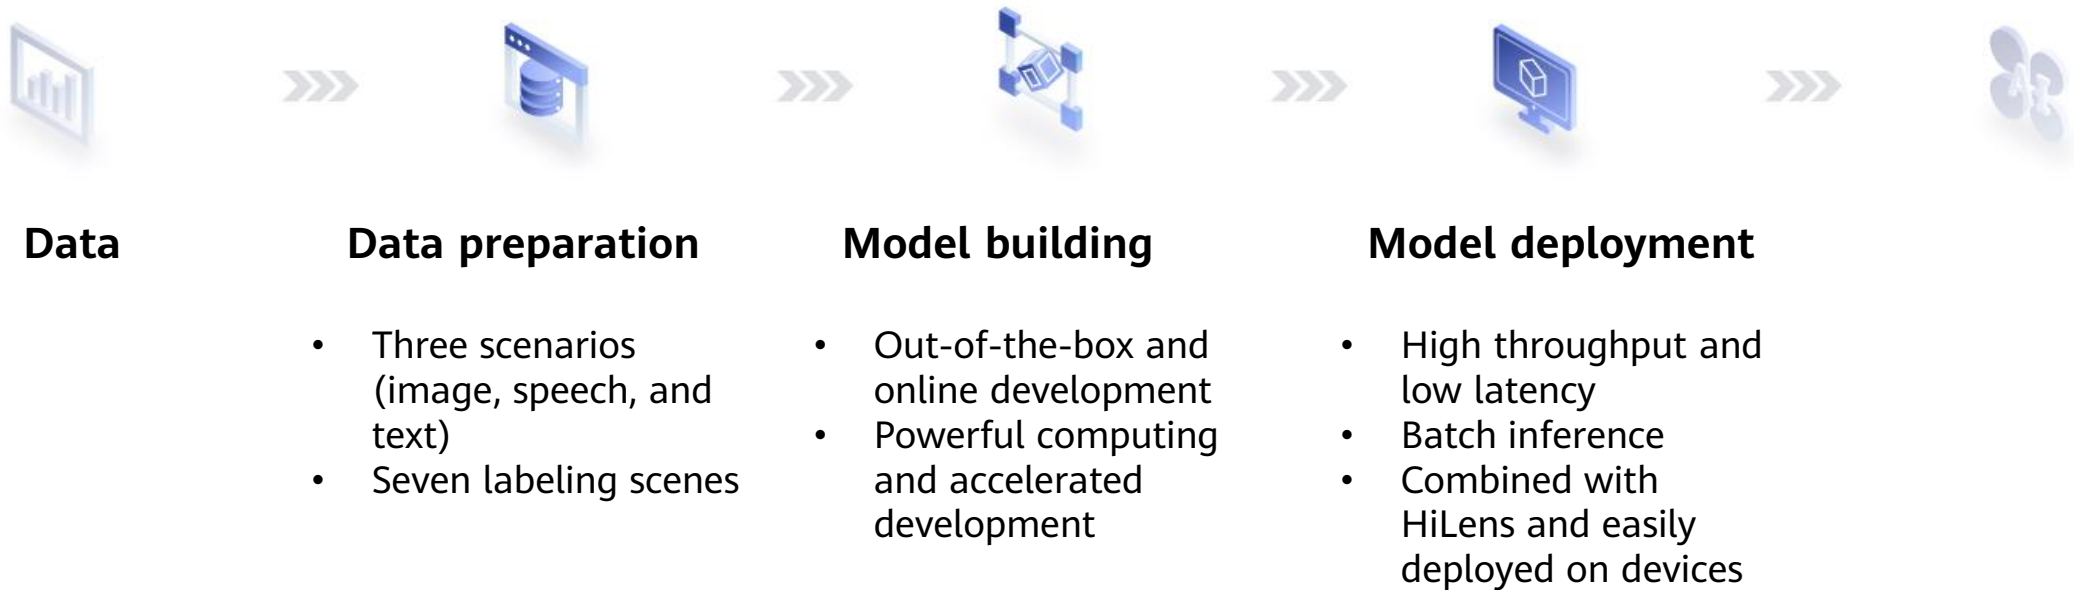 AI
Data
Data preparation
Model building
Model deployment
• Three scenarios
(image, speech, and
text)
• Seven labeling scenes
• Out-of-the-box and
online development
• Powerful computing
and accelerated
development
• High throughput and
low latency
• Batch inference
• Combined with
HiLens and easily
deployed on devices